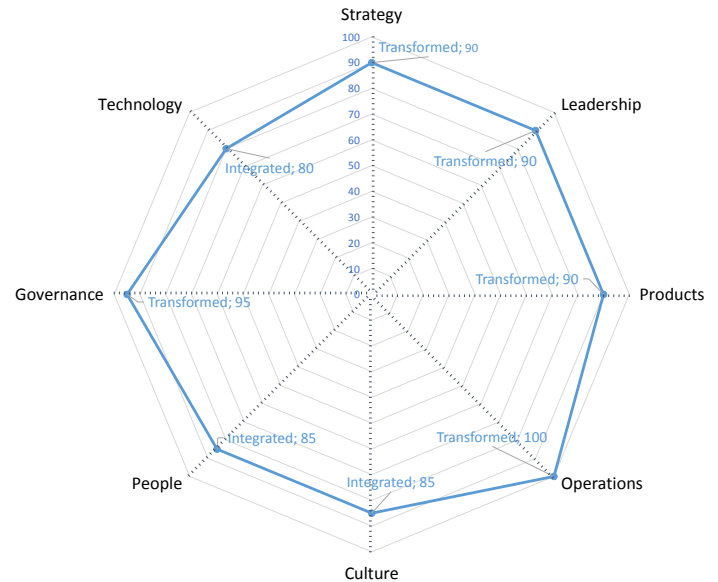 Strategy
100
Transformed; 90
90
Technology
Leadership
80
Transformed; 90
Integrated; 80
70
60
50
40
30
20
10
0
Transformed; 90
Governance
Products
Transformed; 95
Integrated; 85
Transformed; 100
People
Integrated; 85
Operations
Culture